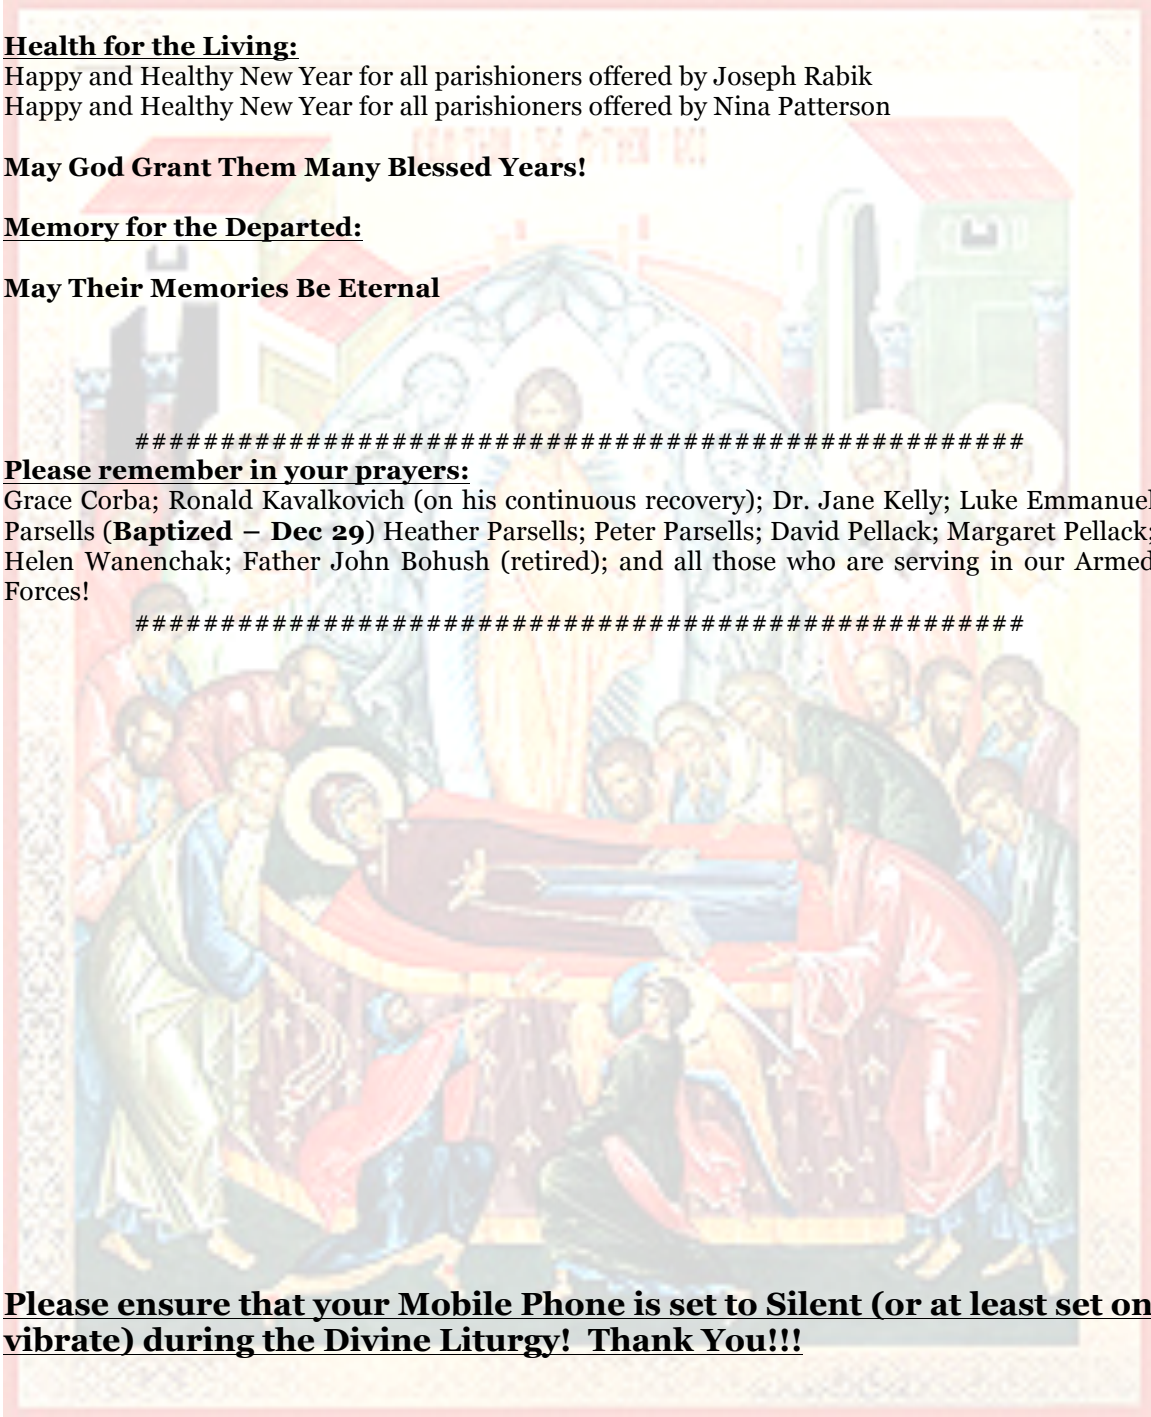 Health for the Living:
Happy and Healthy New Year for all parishioners offered by Joseph Rabik
Happy and Healthy New Year for all parishioners offered by Nina Patterson
May God Grant Them Many Blessed Years!
Memory for the Departed:
May Their Memories Be Eternal
####################################################
Please remember in your prayers:
Grace Corba; Ronald Kavalkovich (on his continuous recovery); Dr. Jane Kelly; Luke Emmanuel
Parsells (Baptized – Dec 29) Heather Parsells; Peter Parsells; David Pellack; Margaret Pellack;
Helen Wanenchak; Father John Bohush (retired); and all those who are serving in our Armed
Forces!
####################################################
Please ensure that your Mobile Phone is set to Silent (or at least set on
vibrate) during the Divine Liturgy!  Thank You!!!